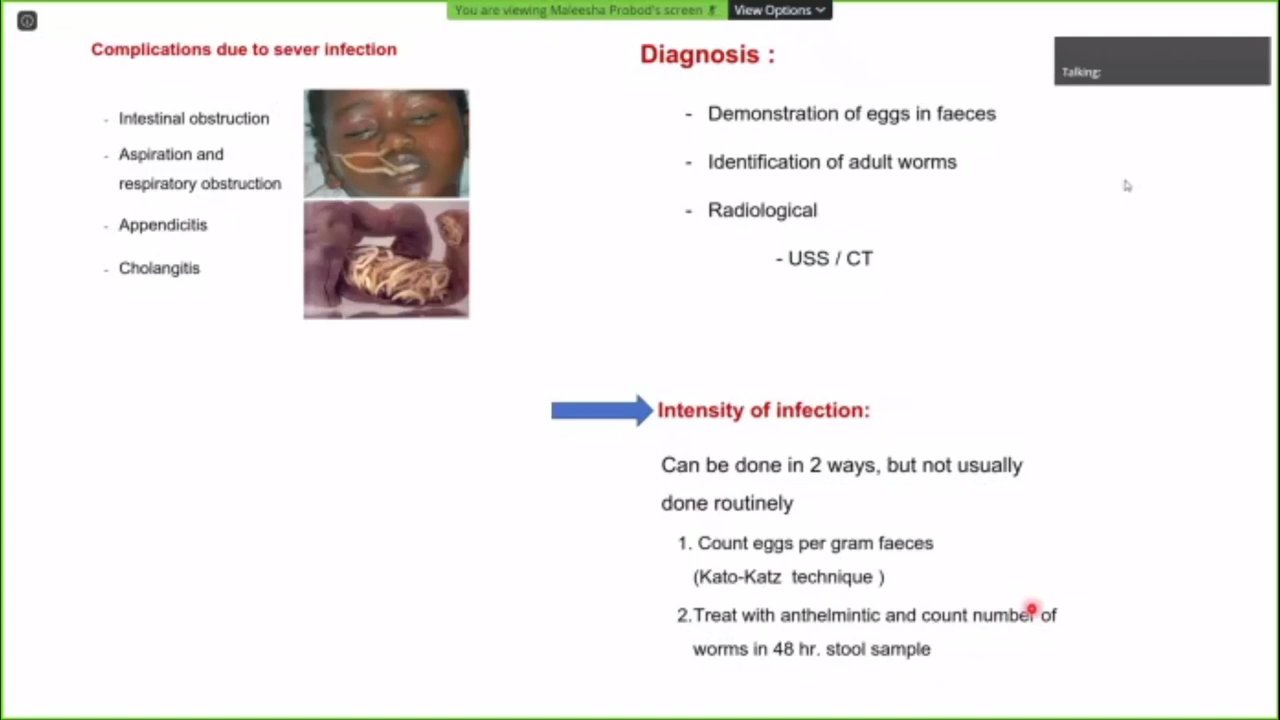 You are viewing Maleesha Probod's screen
View Options
Talking:
Complications due to sever infection
- Intestinal obstruction
- Aspiration and
respiratory obstruction
- Appendicitis
- Cholangitis
Diagnosis :
- Demonstration of eggs in faeces
- Identification of adult worms
- Radiological
- USS / CT
Intensity of infection:
Can be done in 2 ways, but not usually
done routinely
1. Count eggs per gram faeces
(Kato-Katz technique )
2.Treat with anthelmintic and count number of
worms in 48 hr. stool sample